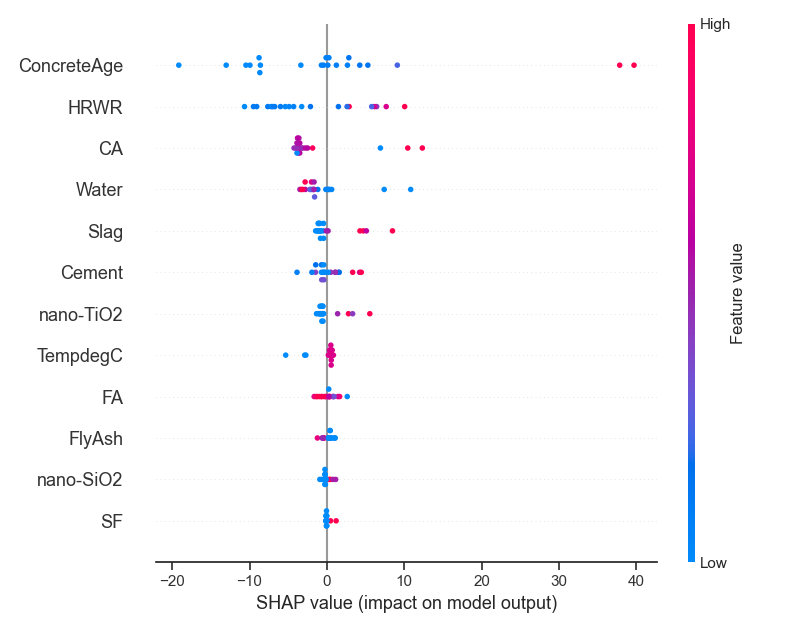 High
ConcreteAge
HRWR
CA
Water
Slag
Cement
nano-TiO2
TempdegC
FA
FlyAsh
nano-SiO2
SF
Feature value
Low
−20 −10 0 10 20 30 40
SHAP value (impact on model output)